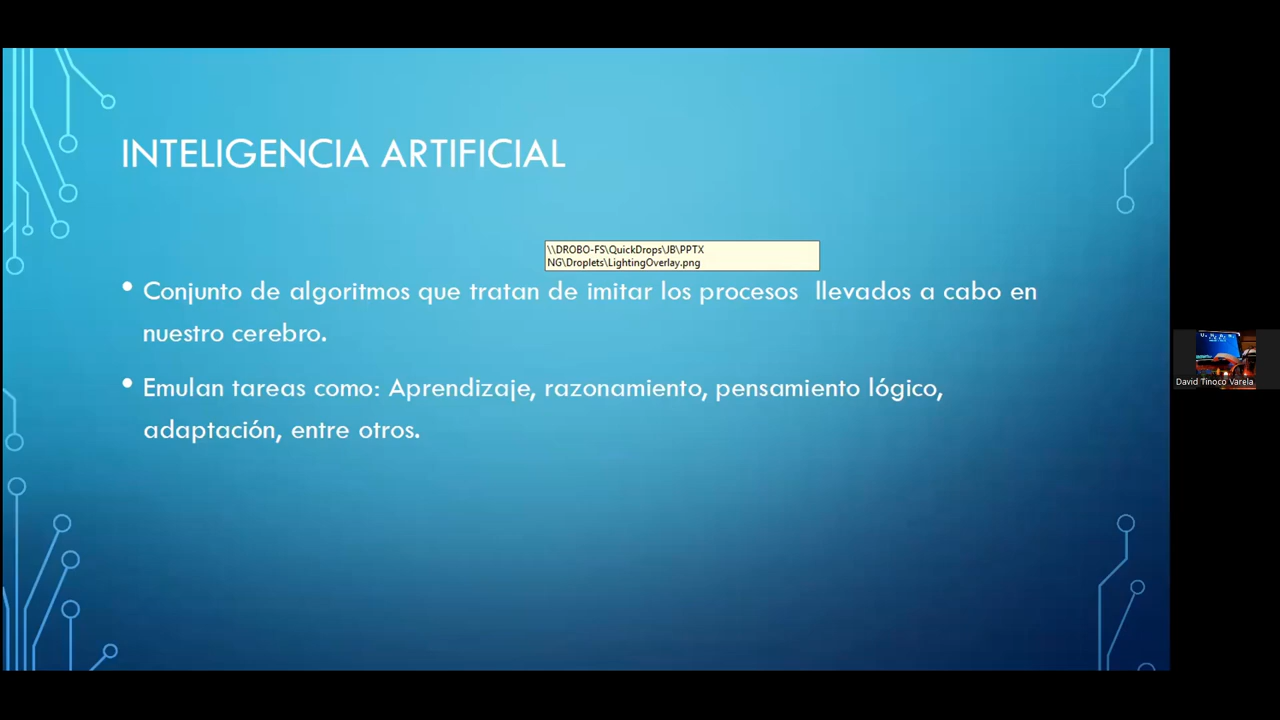 INTELIGENCIA ARTIFICIAL
\\DROBO-FS\QuickDrops\JB\PPTX
NG\Droplets\LightingOverlay.png
• Conjunto de algoritmos que tratan de imitar los procesos llevados a cabo en
nuestro cerebro.
• Emulan tareas como: Aprendizaje, razonamiento, pensamiento lógico,
adaptación, entre otros.
David Tinoco Varela